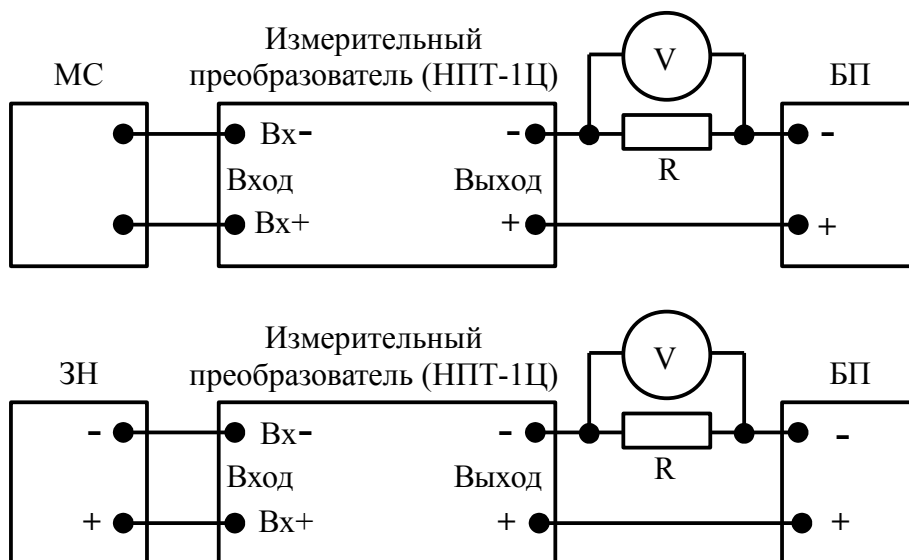 Измерительный
преобразователь (НПТ-1Ц)
МС
V
БП
Вх-
-
-
R
Вход
Выход
Вх+
+
+
Измерительный
преобразователь (НПТ-1Ц)
ЗН
V
БП
-
Вх-
-
-
R
Вход
Выход
+
Вх+
+
+